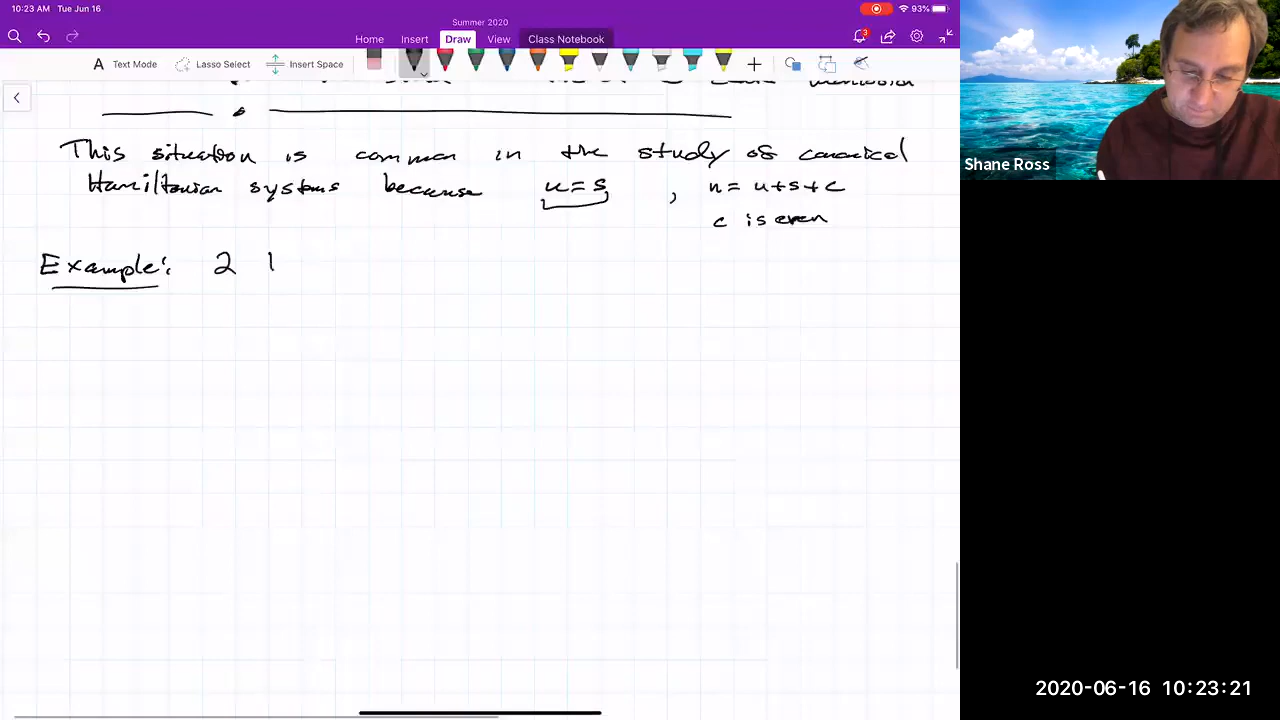 10:23 AM Tue Jun 16
93%
Summer 2020
Home Insert Draw View Class Notebook
3
Text Mode Lasso Select Insert Space
This situation is common in the study of canonical
Hamiltonian systems because u = s , n = u + s + c
c is even
Example: 2
Shane Ross
2020-06-16 10:23:21